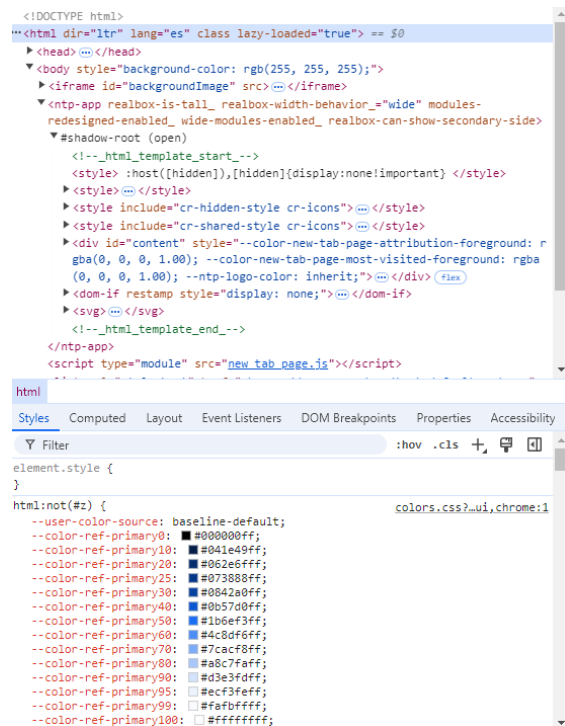 <!DOCTYPE html>
···<html dir="ltr" lang="es" class lazy-loaded="true"> == $0
<head> ··· </head>
<body style="background-color: rgb(255, 255, 255);">
<iframe id="backgroundImage" src> ··· </iframe>
<ntp-app realbox-is-tall_ realbox-width-behavior_="wide" modules-
redesigned-enabled_ wide-modules-enabled_ realbox-can-show-secondary-side>
#shadow-root (open)
<!--_html_template_start_-->
<style> :host([hidden]),[hidden]{display:none!important} </style>
<style> ··· </style>
<style include="cr-hidden-style cr-icons"> ··· </style>
<style include="cr-shared-style cr-icons"> ··· </style>
<div id="content" style="--color-new-tab-page-attribution-foreground: r
gba(0, 0, 0, 1.00); --color-new-tab-page-most-visited-foreground: rgba
(0, 0, 0, 1.00); --ntp-logo-color: inherit;"> ··· </div> flex
<dom-if restamp style="display: none;"> ··· </dom-if>
<svg> ··· </svg>
<!--_html_template_end_-->
</ntp-app>
<script type="module" src="new_tab_page.js"></script>
html
Styles Computed Layout Event Listeners DOM Breakpoints Properties Accessibility
Filter :hov .cls
element.style {
}
html:not(#z) { colors.css?…ui,chrome:1
--user-color-source: baseline-default;
--color-ref-primary0: #000000ff;
--color-ref-primary10: #041e49ff;
--color-ref-primary20: #062e6fff;
--color-ref-primary25: #073888ff;
--color-ref-primary30: #0842a0ff;
--color-ref-primary40: #0b57d0ff;
--color-ref-primary50: #1b6ef3ff;
--color-ref-primary60: #4c8df6ff;
--color-ref-primary70: #7cacf8ff;
--color-ref-primary80: #a8c7faff;
--color-ref-primary90: #d3e3fdff;
--color-ref-primary95: #ecf3feff;
--color-ref-primary99: #fafbffff;
--color-ref-primary100: #ffffffff;